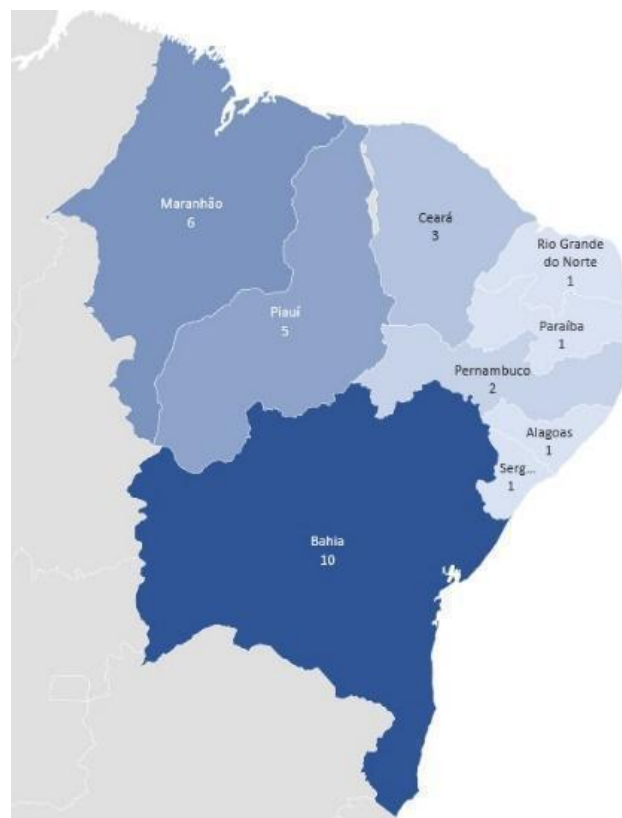 Maranhão
6
Ceará
3
Rio Grande
do Norte
1
Piauí
5
Paraíba
1
Pernambuco
2
Alagoas
1
Serg...
1
Bahia
10